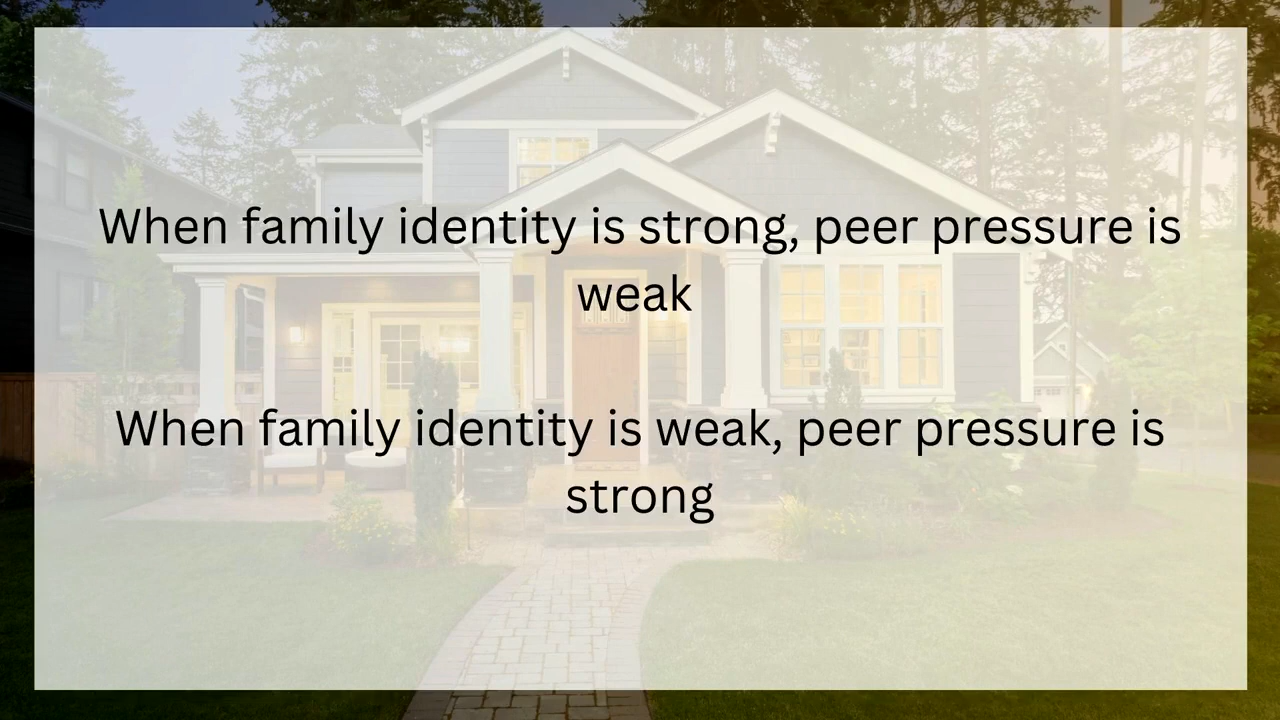 When family identity is strong, peer pressure is
weak
When family identity is weak, peer pressure is
strong